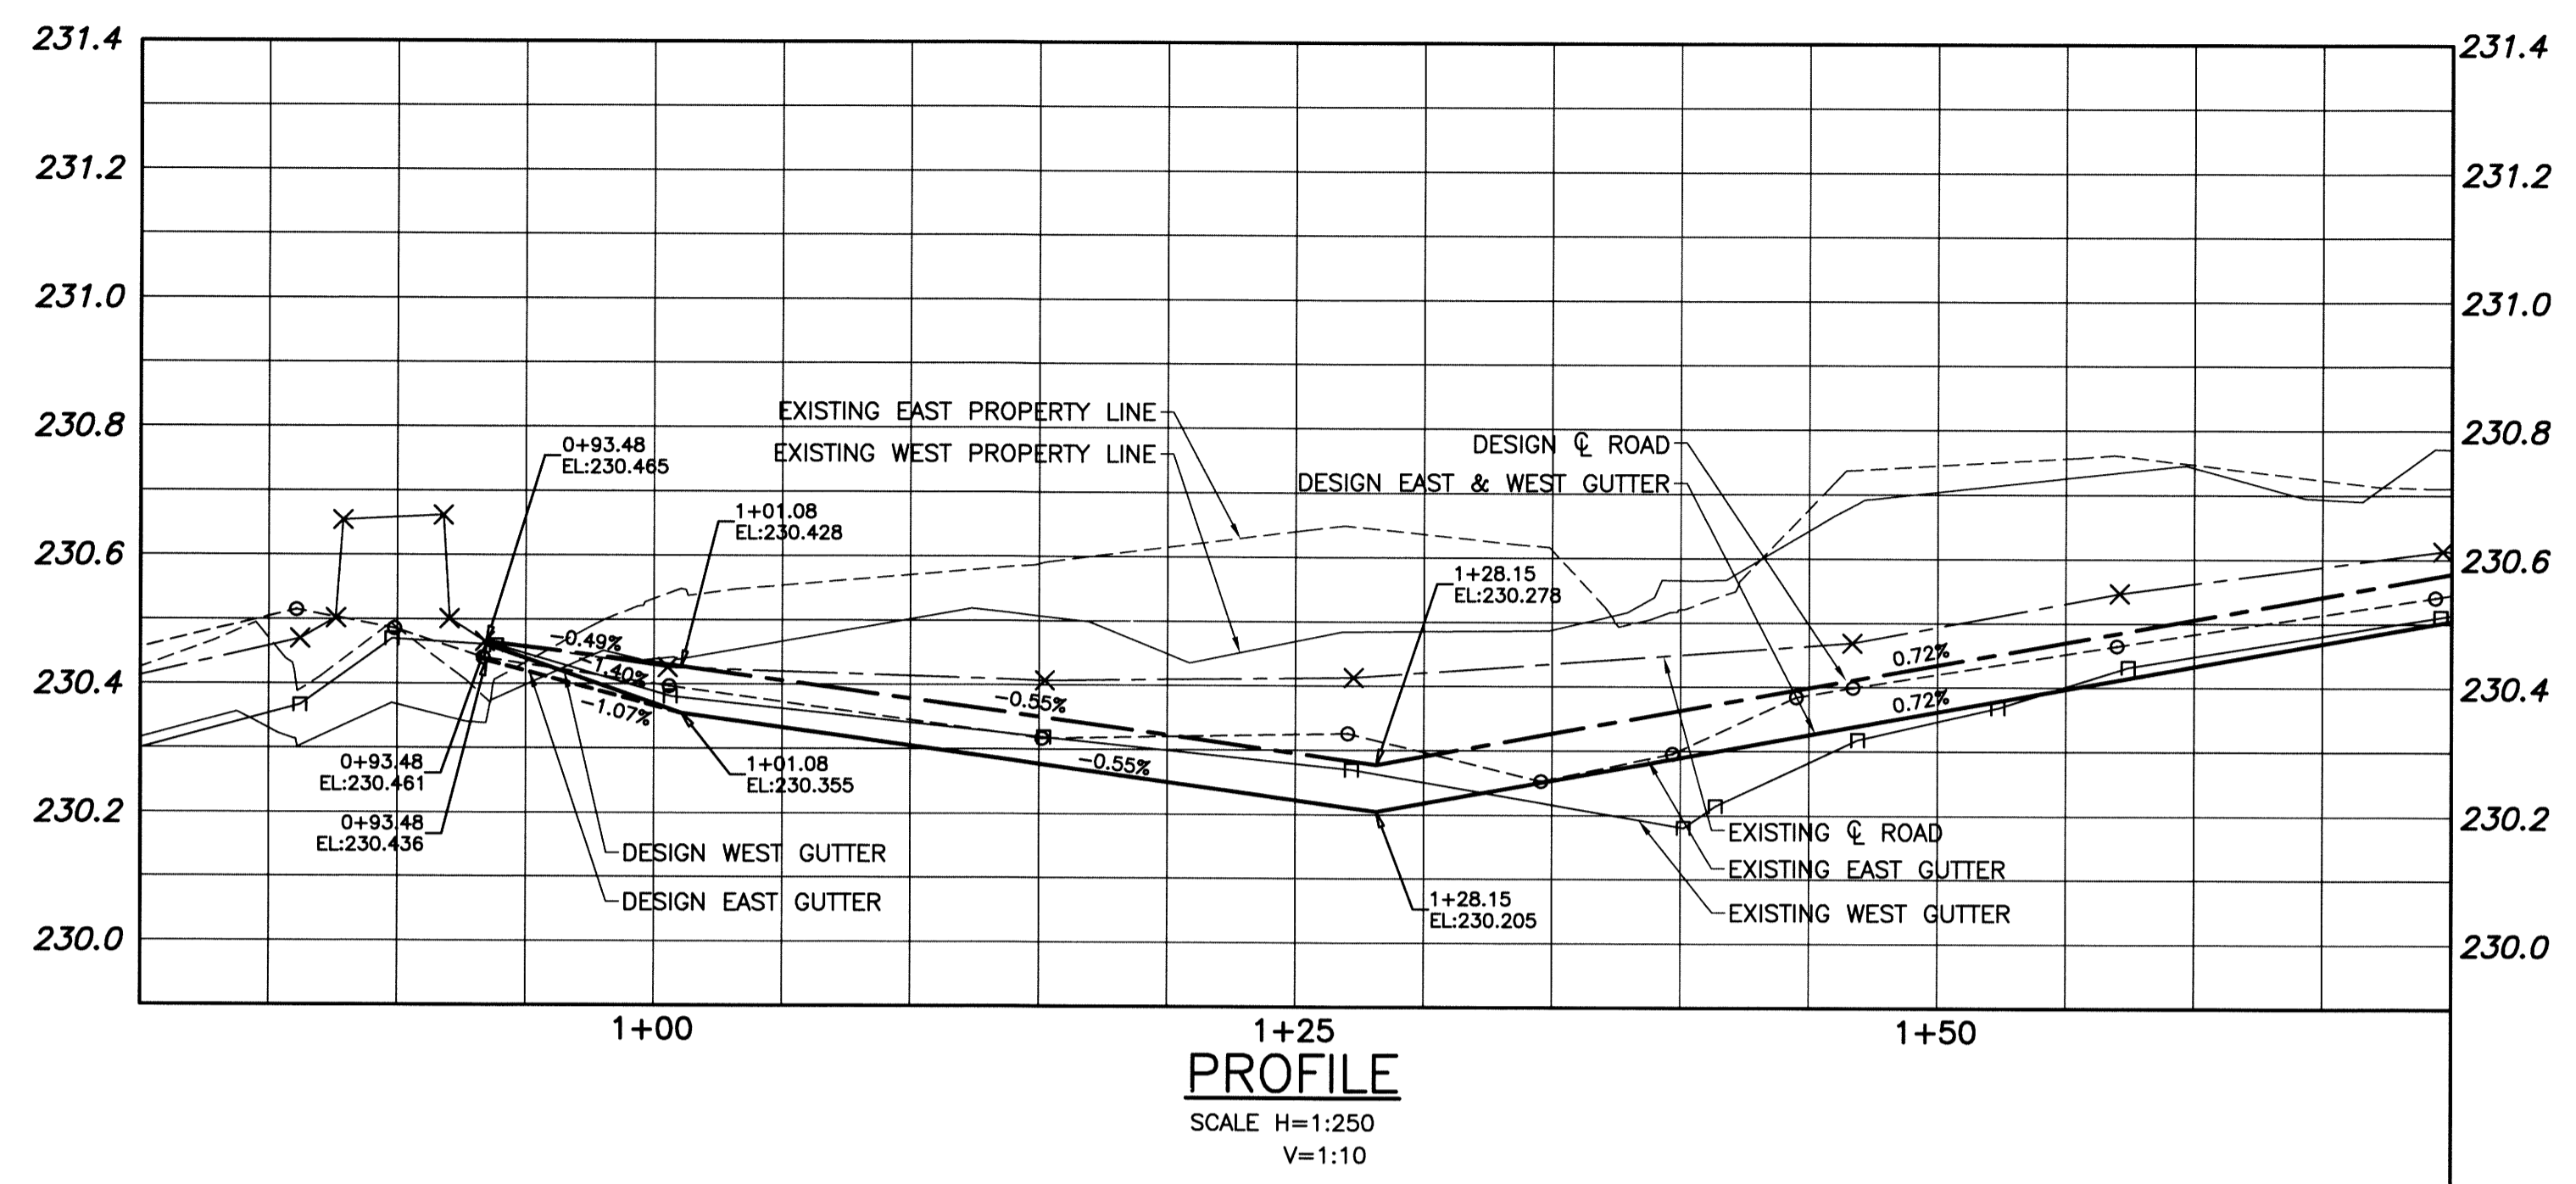 231.4
231.4
231.2
231.2
231.0
231.0
230.8
230.8
EXISTING EAST PROPERTY LINE
EXISTING WEST PROPERTY LINE
DESIGN ℄ ROAD
DESIGN EAST & WEST GUTTER
0+93.48
EL:230.465
1+01.08
EL:230.428
230.6
230.6
1+28.15
EL:230.278
-0.49%
-1.40%
-1.07%
-0.55%
-0.55%
0.72%
0.72%
230.4
230.4
0+93.48
EL:230.461
1+01.08
EL:230.355
0+93.48
EL:230.436
230.2
230.2
DESIGN WEST GUTTER
DESIGN EAST GUTTER
EXISTING ℄ ROAD
EXISTING EAST GUTTER
EXISTING WEST GUTTER
1+28.15
EL:230.205
230.0
230.0
1+00
1+25
1+50
PROFILE
SCALE H=1:250
V=1:10